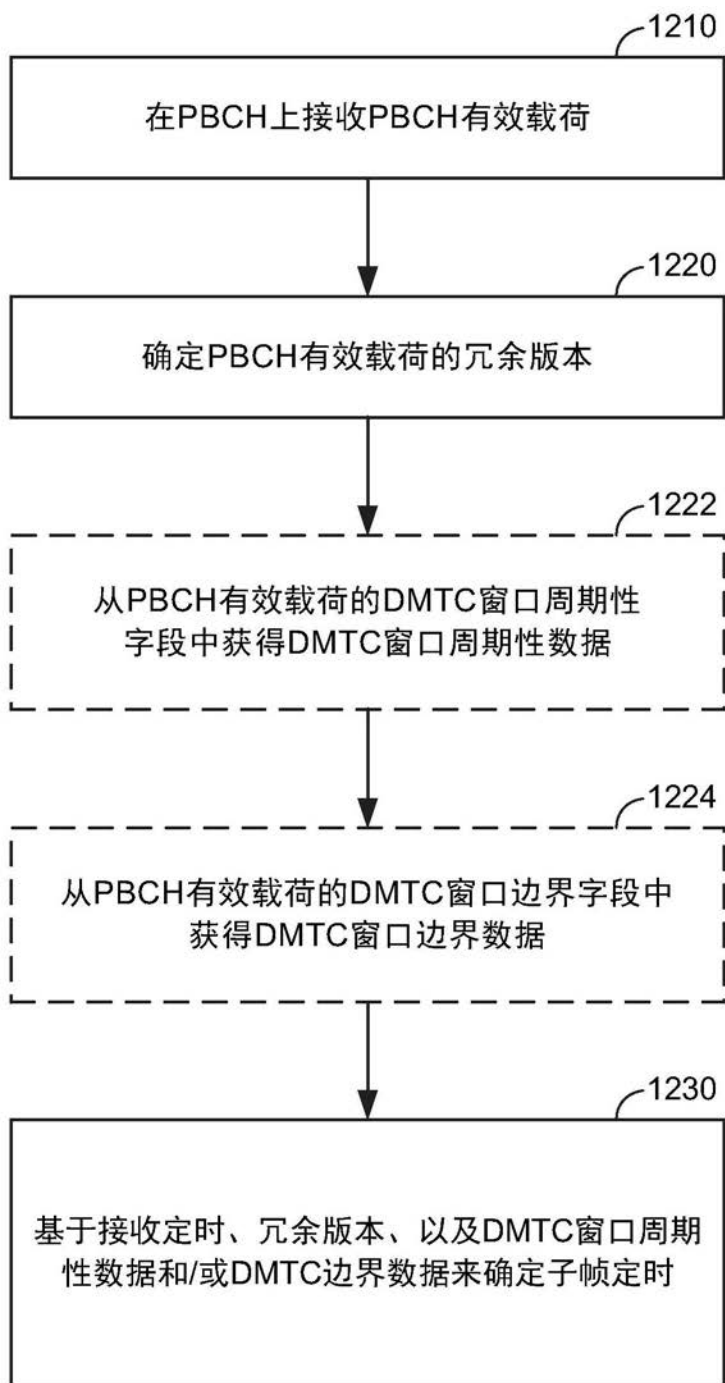 1210
在PBCH上接收PBCH有效载荷
1220
确定PBCH有效载荷的冗余版本
1222
从PBCH有效载荷的DMTC窗口周期性
字段中获得DMTC窗口周期性数据
1224
从PBCH有效载荷的DMTC窗口边界字段中
获得DMTC窗口边界数据
1230
基于接收定时、冗余版本、以及DMTC窗口周期
性数据和/或DMTC边界数据来确定子帧定时